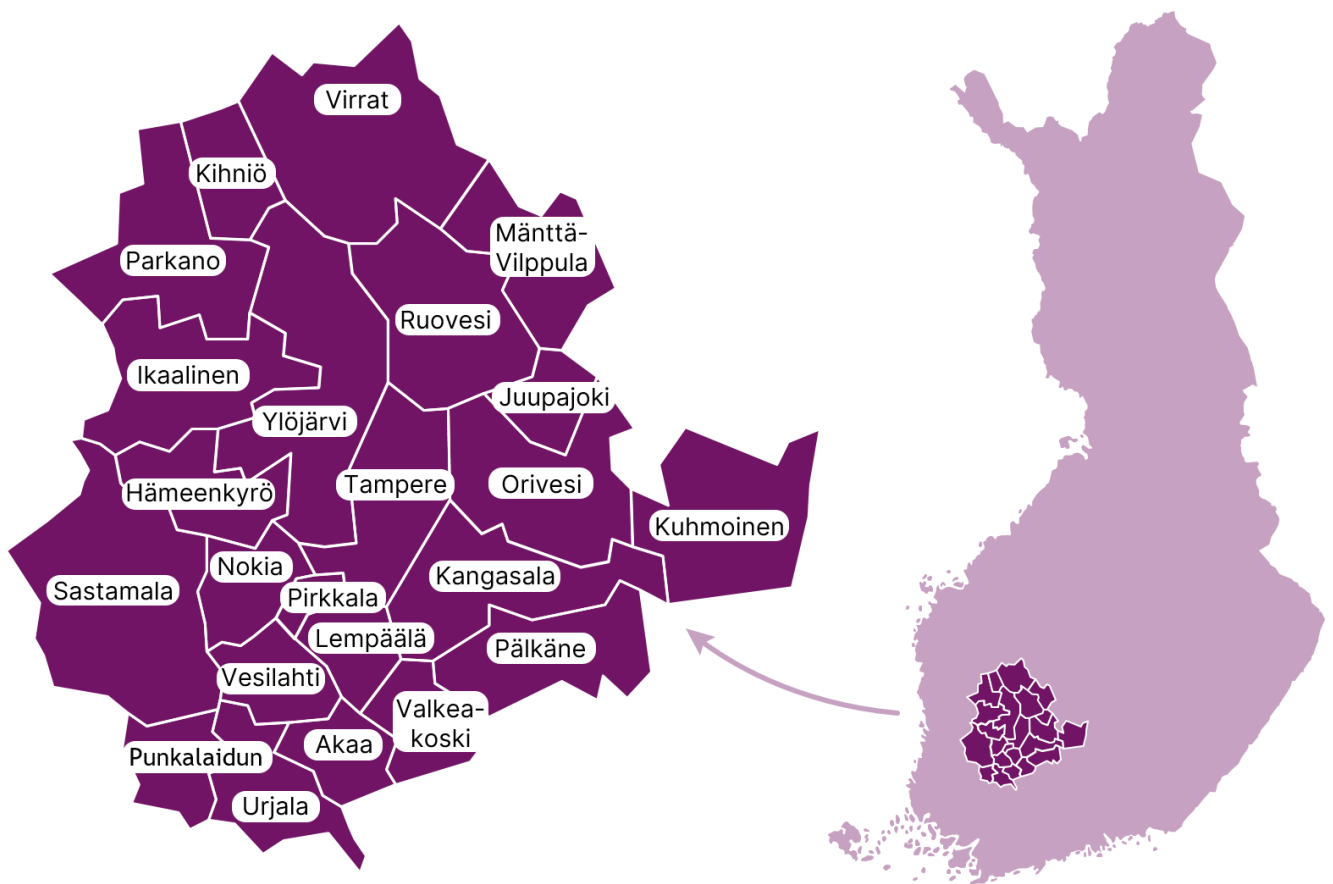 Virrat
Kihniö
Mänttä-
Vilppula
Parkano
Ruovesi
Ikaalinen
Juupajoki
Ylöjärvi
Tampere
Orivesi
Hämeenkyrö
Kuhmoinen
Nokia
Kangasala
Sastamala
Pirkkala
Lempäälä
Pälkäne
Vesilahti
Valkea-
koski
Akaa
Punkalaidun
Urjala